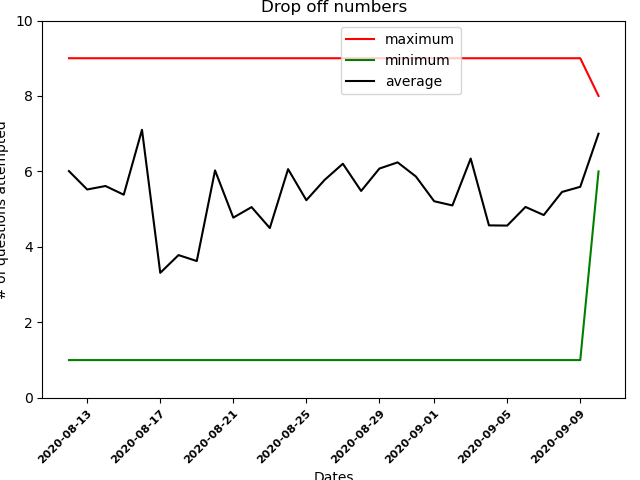 Drop off numbers
maximum
minimum
average
# of questions attempted
10
8
6
4
2
0
2020-08-13
2020-08-17
2020-08-21
2020-08-25
2020-08-29
2020-09-01
2020-09-05
2020-09-09
Dates